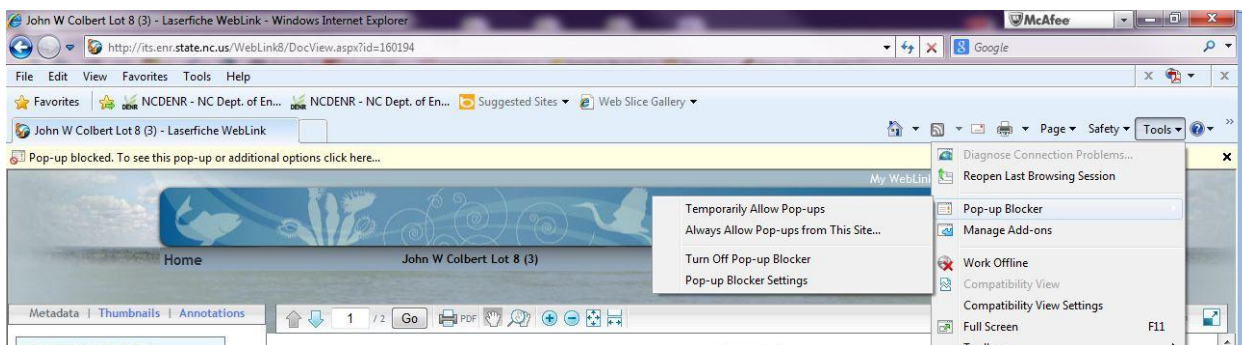 John W Colbert Lot 8 (3) - Laserfiche WebLink - Windows Internet Explorer
McAfee
http://its.enr.state.nc.us/WebLink8/DocView.aspx?id=160194
Google
File Edit View Favorites Tools Help
x
x
Favorites NCDENR - NC Dept. of En... NCDENR - NC Dept. of En... Suggested Sites Web Slice Gallery
John W Colbert Lot 8 (3) - Laserfiche WebLink
Page Safety Tools
Pop-up blocked. To see this pop-up or additional options click here...
My WebLink
Home
John W Colbert Lot 8 (3)
Temporarily Allow Pop-ups
Always Allow Pop-ups from This Site...
Turn Off Pop-up Blocker
Pop-up Blocker Settings
Diagnose Connection Problems...
Reopen Last Browsing Session
Pop-up Blocker
Manage Add-ons
Work Offline
Compatibility View
Compatibility View Settings
Full Screen F11
Metadata | Thumbnails | Annotations
1 / 2 Go PDF